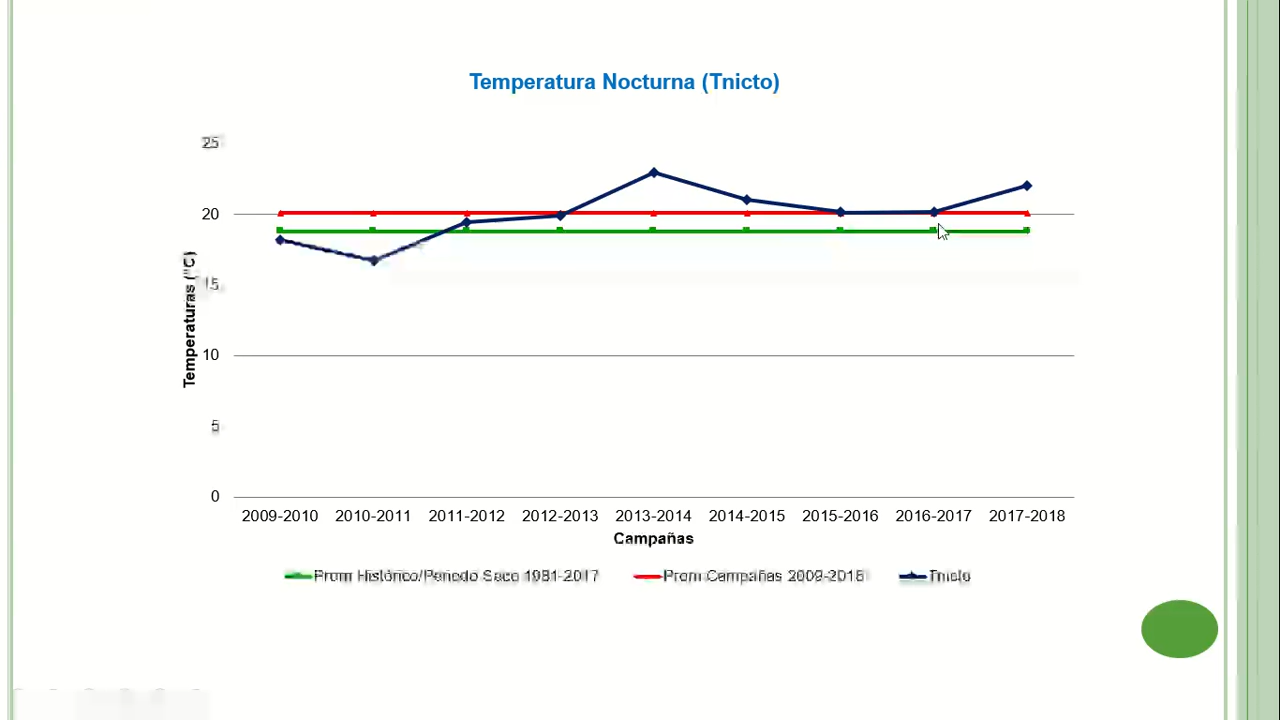 Temperatura Nocturna (Tnicto)
25
20
15
10
5
0
Temperaturas (°C)
2009-2010 2010-2011 2011-2012 2012-2013 2013-2014 2014-2015 2015-2016 2016-2017 2017-2018
Campañas
Prom Histórico/Periodo Seco 1981-2017 Prom Campañas 2009-2018 Tnicto